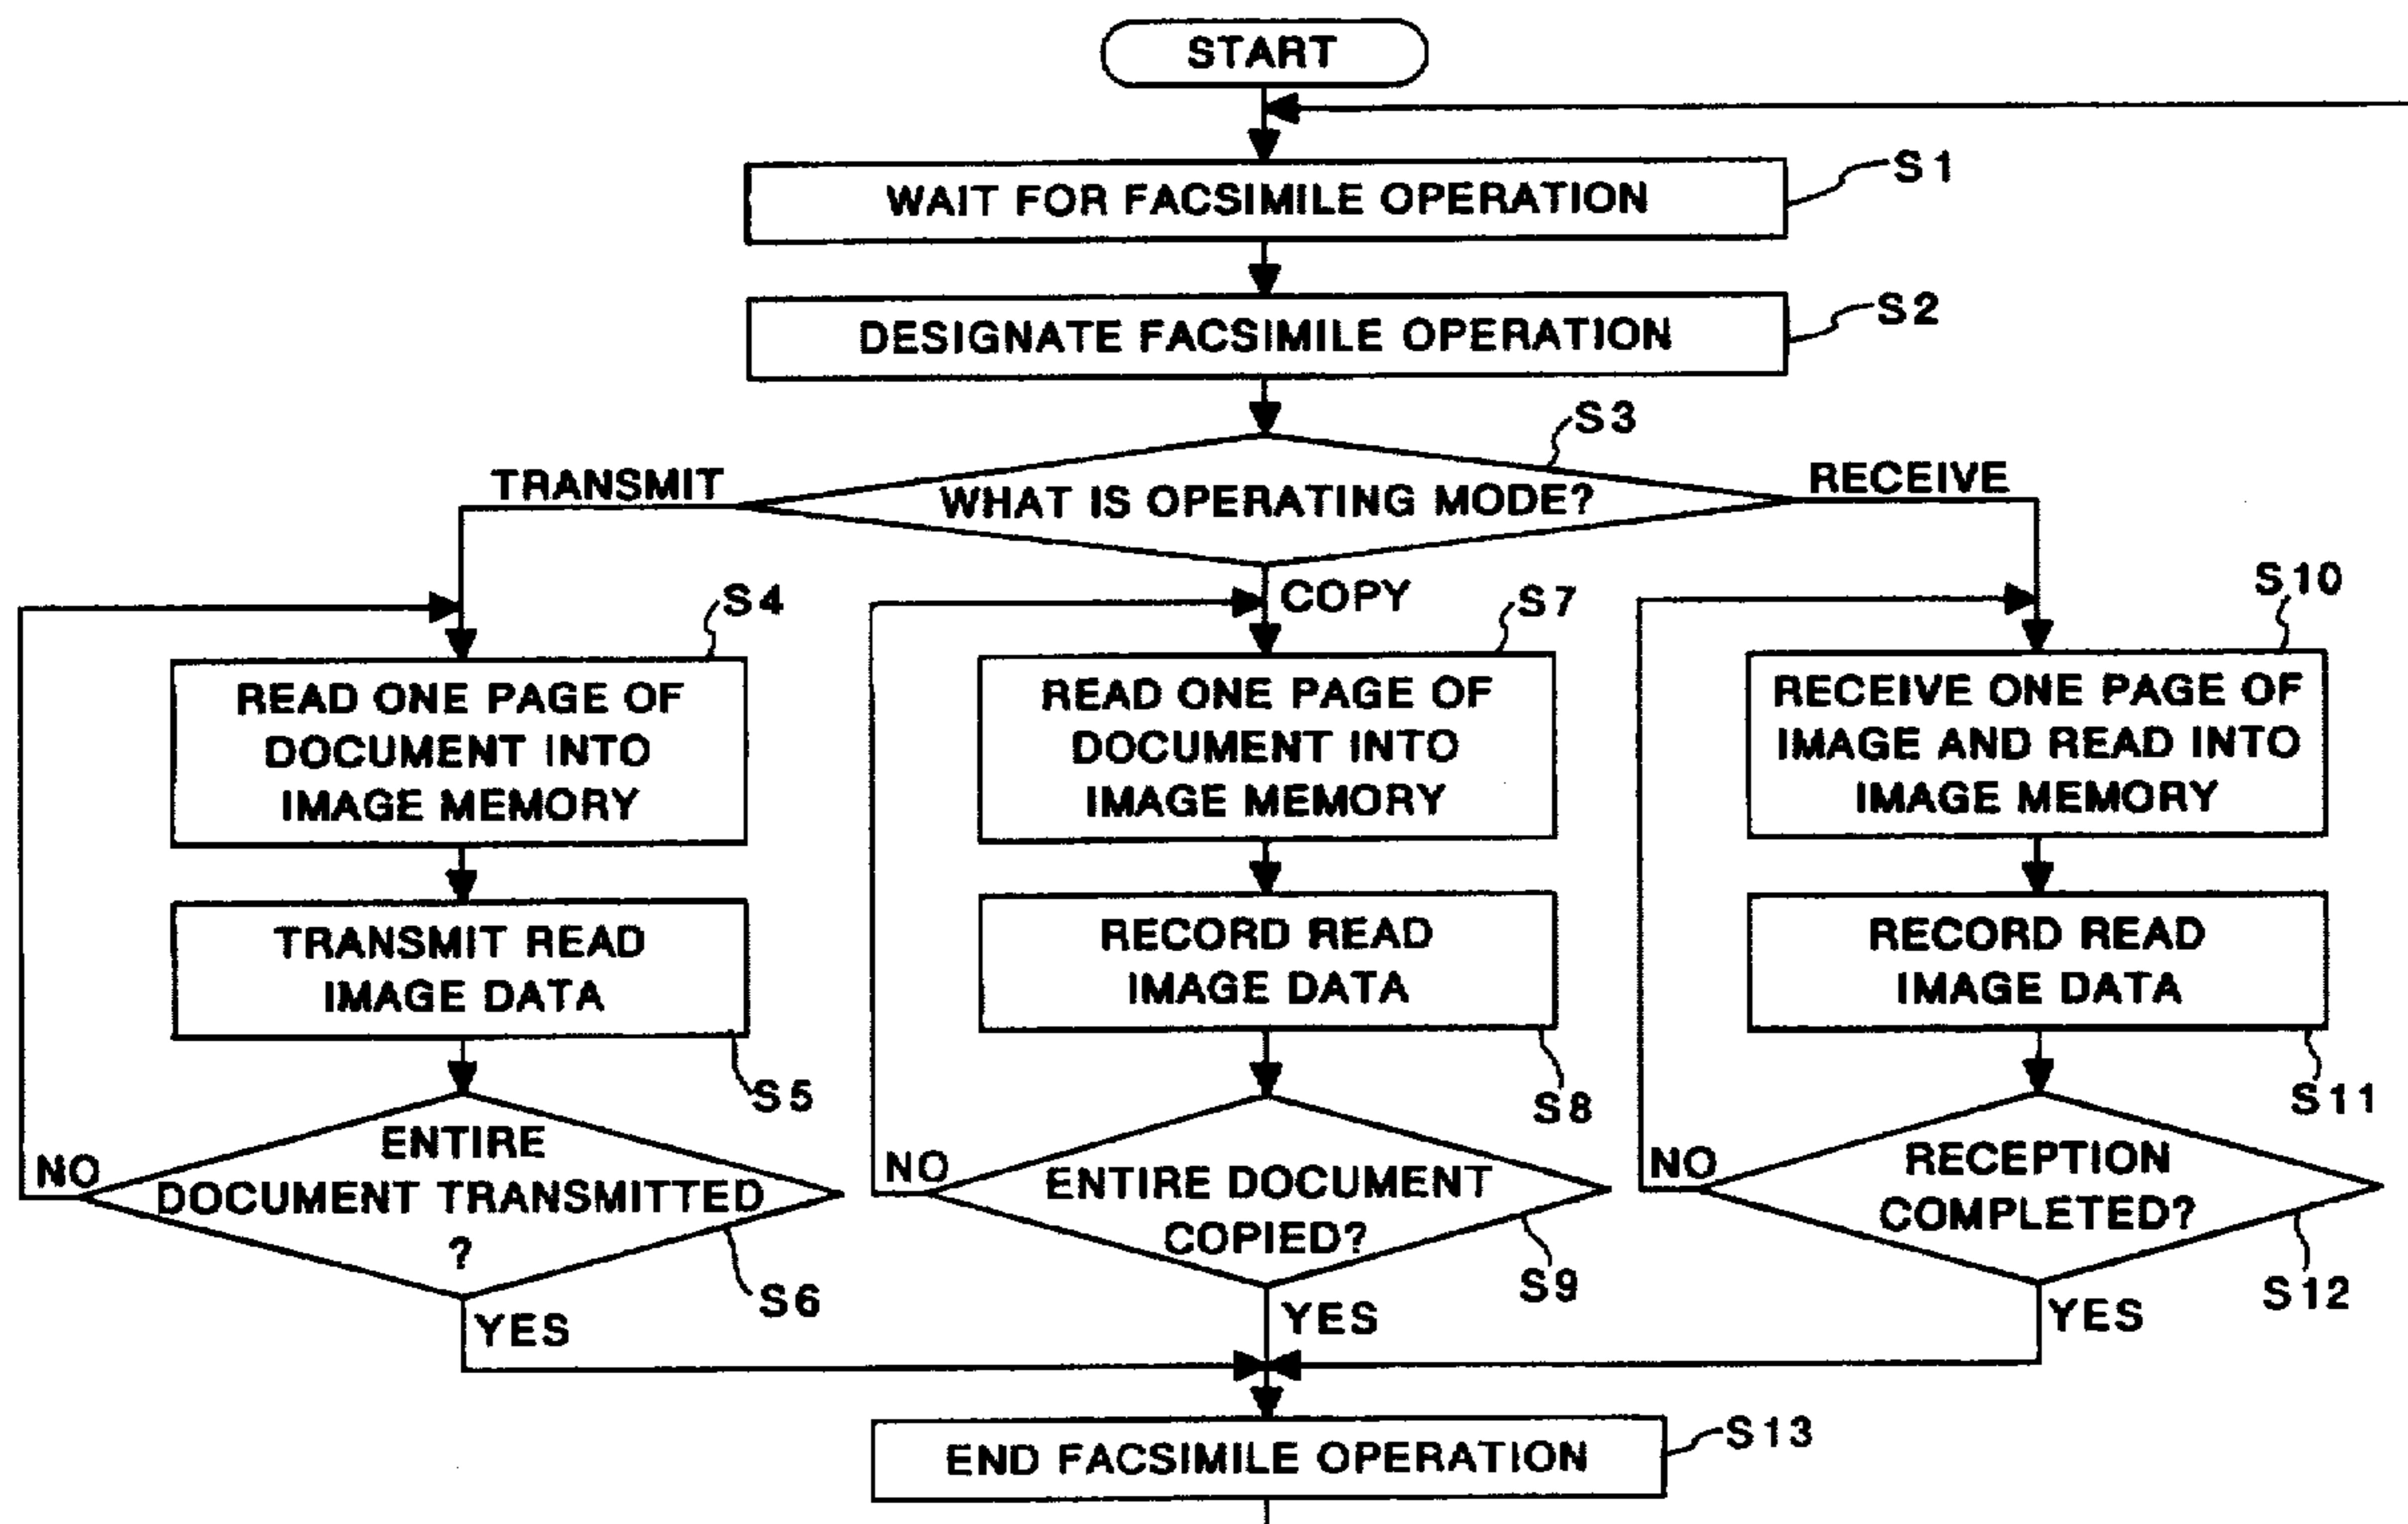 START
WAIT FOR FACSIMILE OPERATION
S1
DESIGNATE FACSIMILE OPERATION
S2
S3
WHAT IS OPERATING MODE?
TRANSMIT
RECEIVE
COPY
S4
READ ONE PAGE OF
DOCUMENT INTO
IMAGE MEMORY
TRANSMIT READ
IMAGE DATA
S5
ENTIRE
DOCUMENT TRANSMITTED
?
NO
S6
YES
S7
READ ONE PAGE OF
DOCUMENT INTO
IMAGE MEMORY
RECORD READ
IMAGE DATA
S8
NO
ENTIRE DOCUMENT
COPIED?
S9
YES
S10
RECEIVE ONE PAGE OF
IMAGE AND READ INTO
IMAGE MEMORY
RECORD READ
IMAGE DATA
S11
NO
RECEPTION
COMPLETED?
S12
YES
END FACSIMILE OPERATION
S13